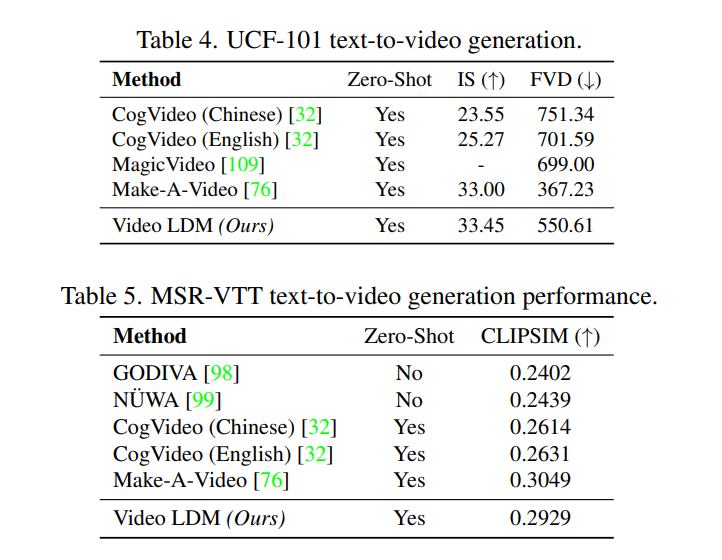 Table 4. UCF-101 text-to-video generation.
Method Zero-Shot IS (↑) FVD (↓)
CogVideo (Chinese) [32] Yes 23.55 751.34
CogVideo (English) [32] Yes 25.27 701.59
MagicVideo [109] Yes - 699.00
Make-A-Video [76] Yes 33.00 367.23
Video LDM (Ours) Yes 33.45 550.61
Table 5. MSR-VTT text-to-video generation performance.
Method Zero-Shot CLIPSIM (↑)
GODIVA [98] No 0.2402
NÜWA [99] No 0.2439
CogVideo (Chinese) [32] Yes 0.2614
CogVideo (English) [32] Yes 0.2631
Make-A-Video [76] Yes 0.3049
Video LDM (Ours) Yes 0.2929